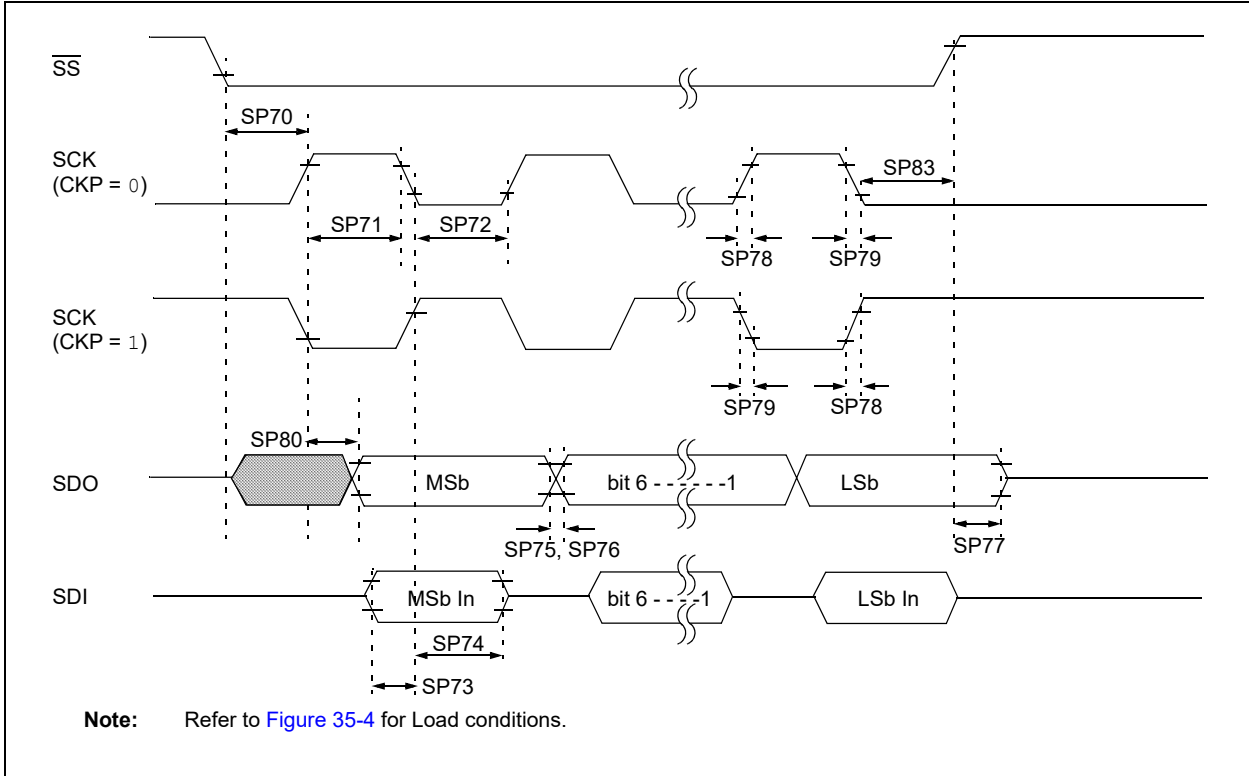 SS
SP70
SCK
(CKP = 0)
SP83
SP71
SP72
SP78
SP79
SCK
(CKP = 1)
SP79
SP78
SP80
SDO
MSb
bit 6 - - - - - -1
LSb
SP75, SP76
SP77
SDI
MSb In
bit 6 - - - -1
LSb In
SP74
SP73
Note: Refer to Figure 35-4 for Load conditions.